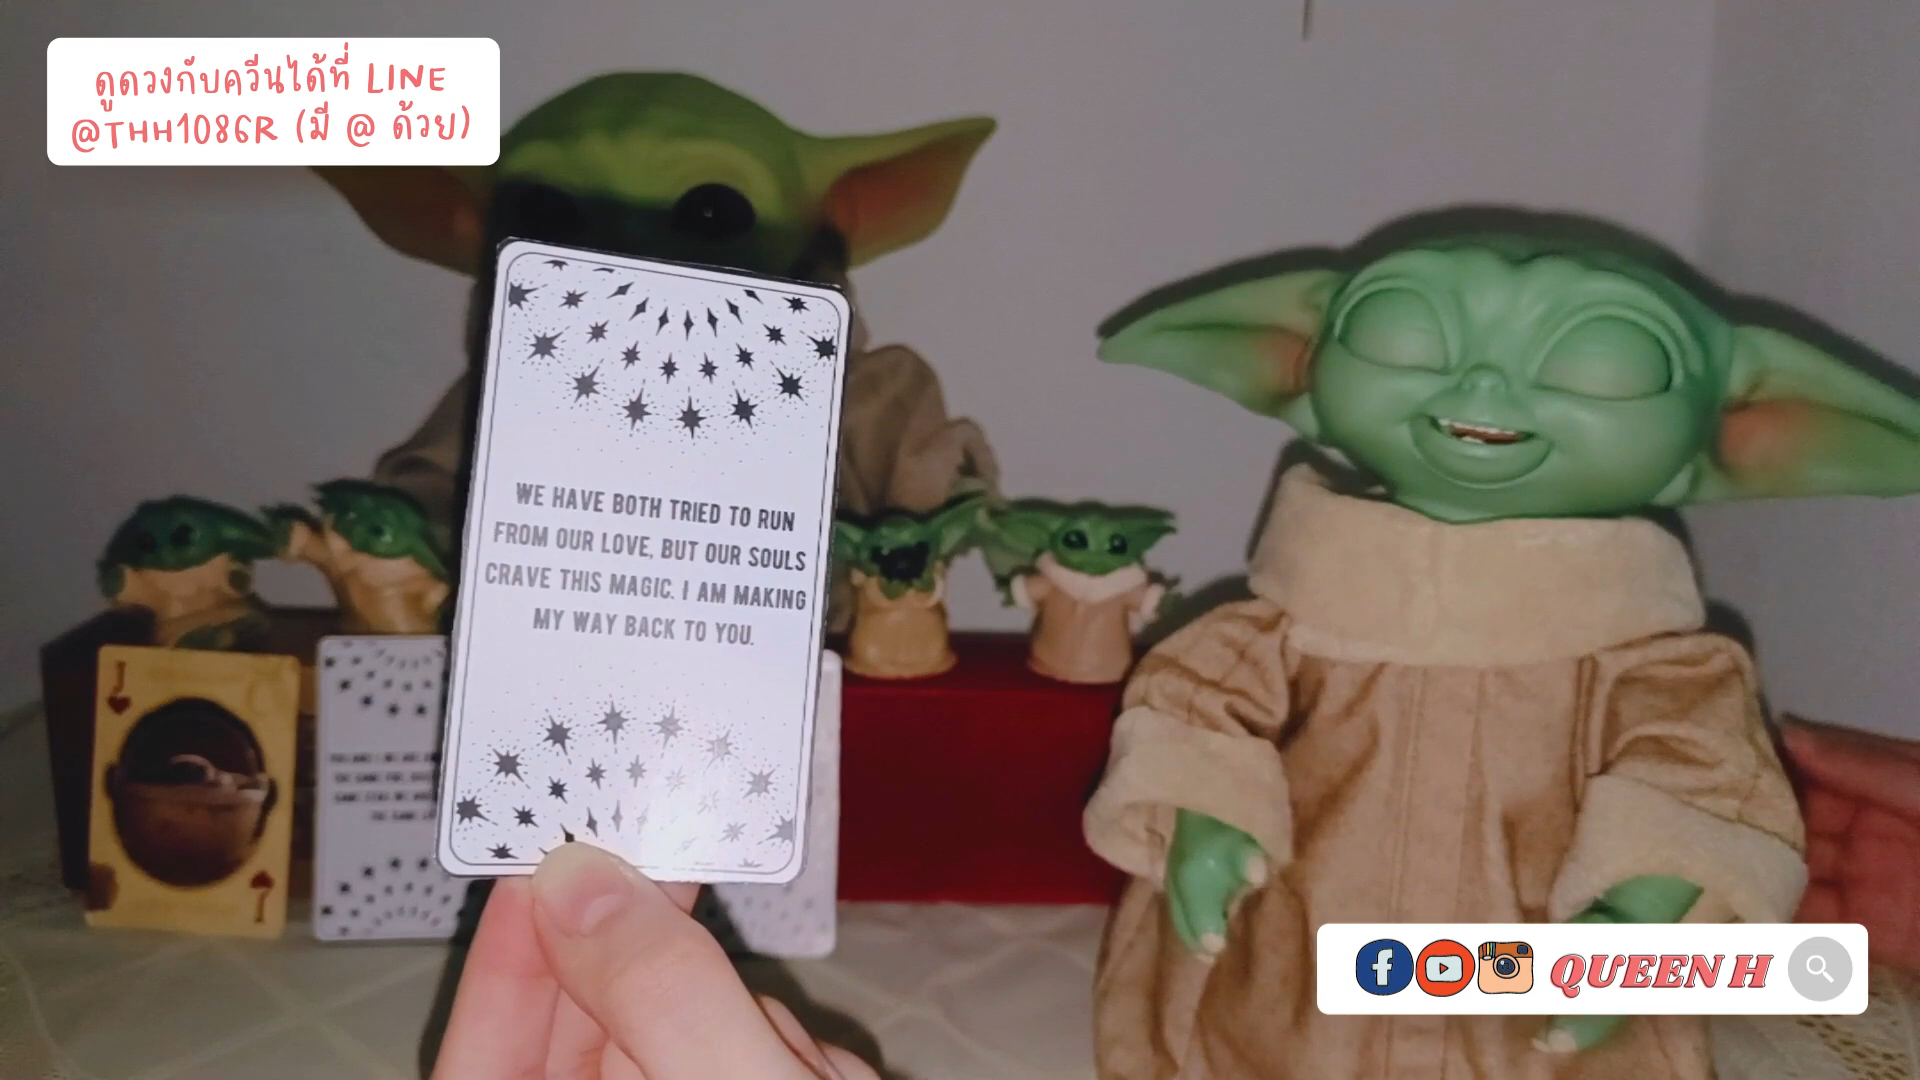 ดูดวงกับควีนได้ที่ LINE
@THH1086R (มี @ ด้วย)
WE HAVE BOTH TRIED TO RUN
FROM OUR LOVE, BUT OUR SOULS
CRAVE THIS MAGIC. I AM MAKING
MY WAY BACK TO YOU.
J
J
QUEEN H